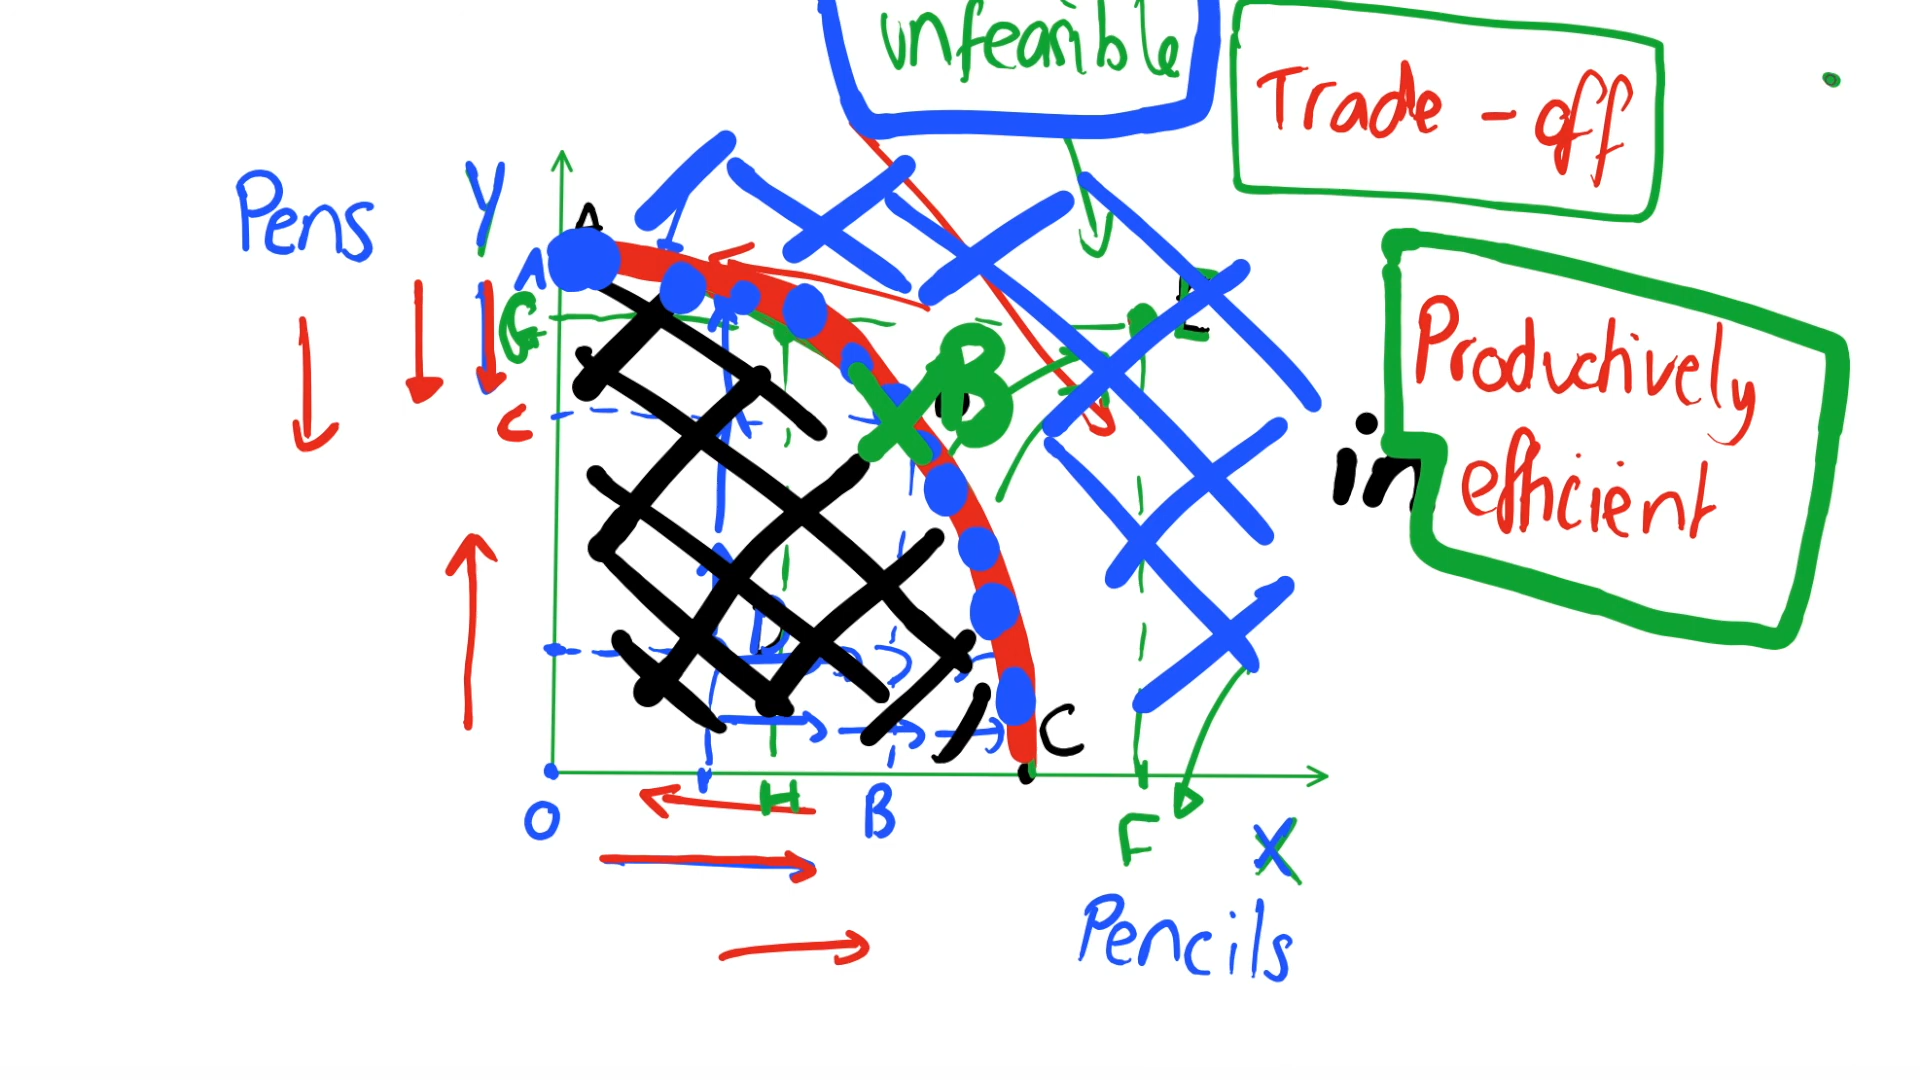 unfeasible
Trade - off
Pens
Y
A
A
G
E
C
B
Productively
in
efficient
D
C
O
H
B
F
X
Pencils